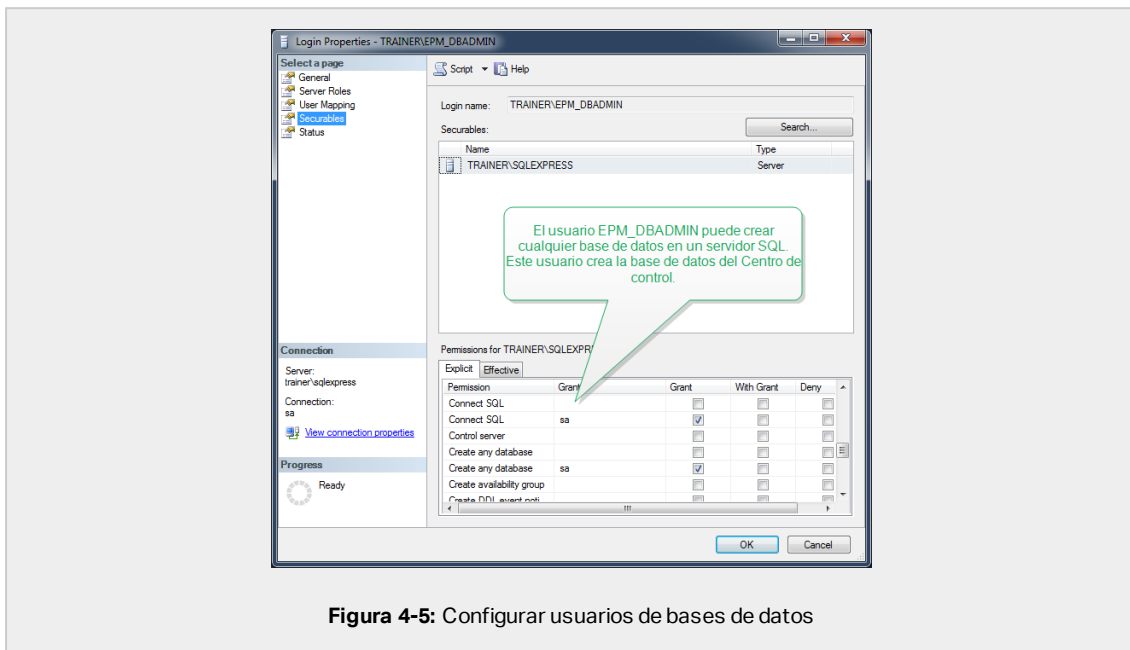 Login Properties - TRAINER\EPM_DBADMIN
Select a page
General
Server Roles
User Mapping
Securables
Status
Script
Help
Login name: TRAINER\EPM_DBADMIN
Securables:
Search...
Name Type
TRAINER\SQLEXPRESS Server
El usuario EPM_DBADMIN puede crear
cualquier base de datos en un servidor SQL.
Este usuario crea la base de datos del Centro de
control.
Connection
Server:
trainer\sqlexpress
Connection:
sa
View connection properties
Progress
Ready
Permissions for TRAINER\SQLEXPR
Explicit Effective
Permission Grant Grant With Grant Deny
Connect SQL
Connect SQL sa
Control server
Create any database
Create any database sa
Create availability group
Create DDL event noti
OK Cancel
Figura 4-5: Configurar usuarios de bases de datos